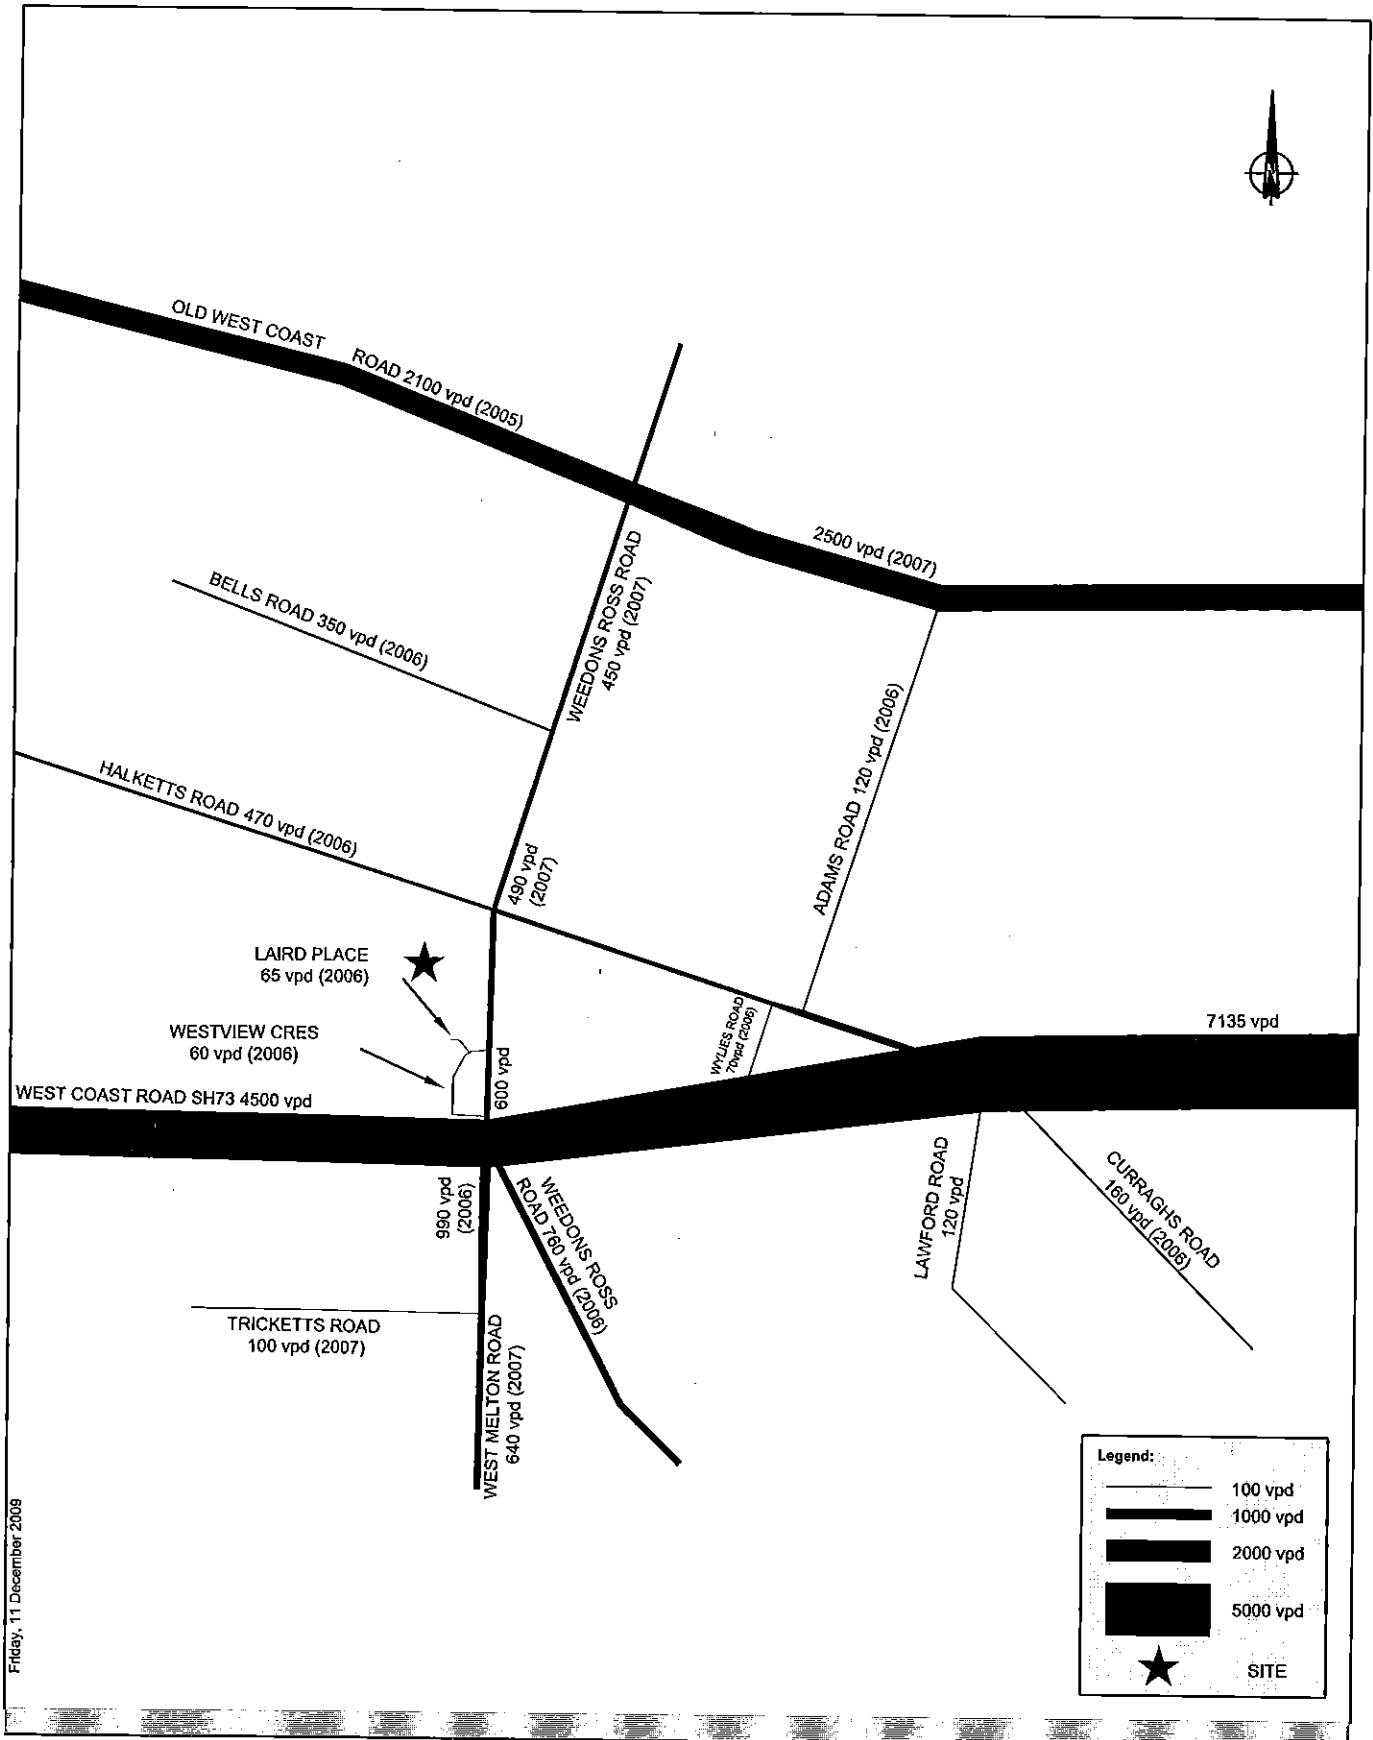 OLD WEST COAST
ROAD 2100 vpd (2005)
2500 vpd (2007)
WEEDONS ROSS ROAD
450 vpd (2007)
BELLS ROAD 350 vpd (2006)
ADAMS ROAD 120 vpd (2006)
HALKETTS ROAD 470 vpd (2006)
490 vpd
(2007)
LAIRD PLACE
65 vpd (2006)
WYLIES ROAD
70vpd (2006)
7135 vpd
WESTVIEW CRES
60 vpd (2006)
600 vpd
WEST COAST ROAD SH73 4500 vpd
990 vpd
(2006)
WEEDONS ROSS
ROAD 760 vpd (2006)
LAWFORD ROAD
120 vpd
CURRAGHS ROAD
160 vpd (2006)
TRICKETTS ROAD
100 vpd (2007)
WEST MELTON ROAD
640 vpd (2007)
Legend:
100 vpd
1000 vpd
2000 vpd
5000 vpd
SITE
Friday, 11 December 2009